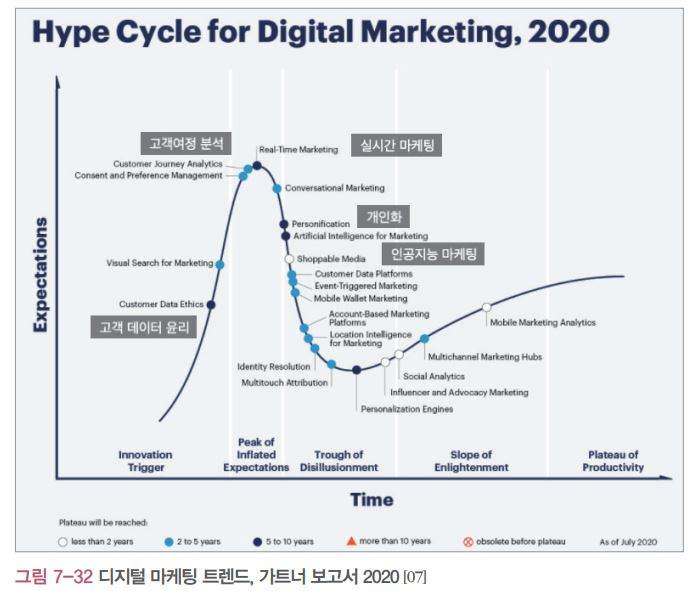 Hype Cycle for Digital Marketing, 2020
Expectations
고객여정 분석
Real-Time Marketing
실시간 마케팅
Customer Journey Analytics
Consent and Preference Management
Conversational Marketing
개인화
Personification
Artificial Intelligence for Marketing
인공지능 마케팅
Shoppable Media
Visual Search for Marketing
Customer Data Platforms
Event-Triggered Marketing
Mobile Wallet Marketing
Customer Data Ethics
고객 데이터 윤리
Account-Based Marketing
Platforms
Location Intelligence
for Marketing
Mobile Marketing Analytics
Multichannel Marketing Hubs
Identity Resolution
Multitouch Attribution
Social Analytics
Influencer and Advocacy Marketing
Personalization Engines
Innovation
Trigger
Peak of
Inflated
Expectations
Trough of
Disillusionment
Slope of
Enlightenment
Plateau of
Productivity
Time
Plateau will be reached:
less than 2 years
2 to 5 years
5 to 10 years
more than 10 years
obsolete before plateau
As of July 2020
그림 7-32 디지털 마케팅 트렌드, 가트너 보고서 2020 [07]